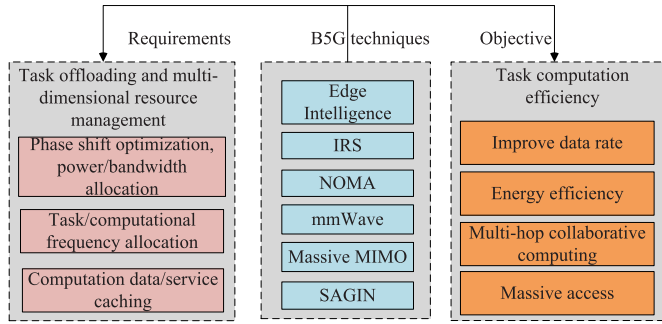 Requirements
B5G techniques
Objective
Task offloading and multi-
dimensional resource
management
Phase shift optimization,
power/bandwidth
allocation
Task/computational
frequency allocation
Computation data/service
caching
Edge
Intelligence
IRS
NOMA
mmWave
Massive MIMO
SAGIN
Task computation
efficiency
Improve data rate
Energy efficiency
Multi-hop collaborative
computing
Massive access